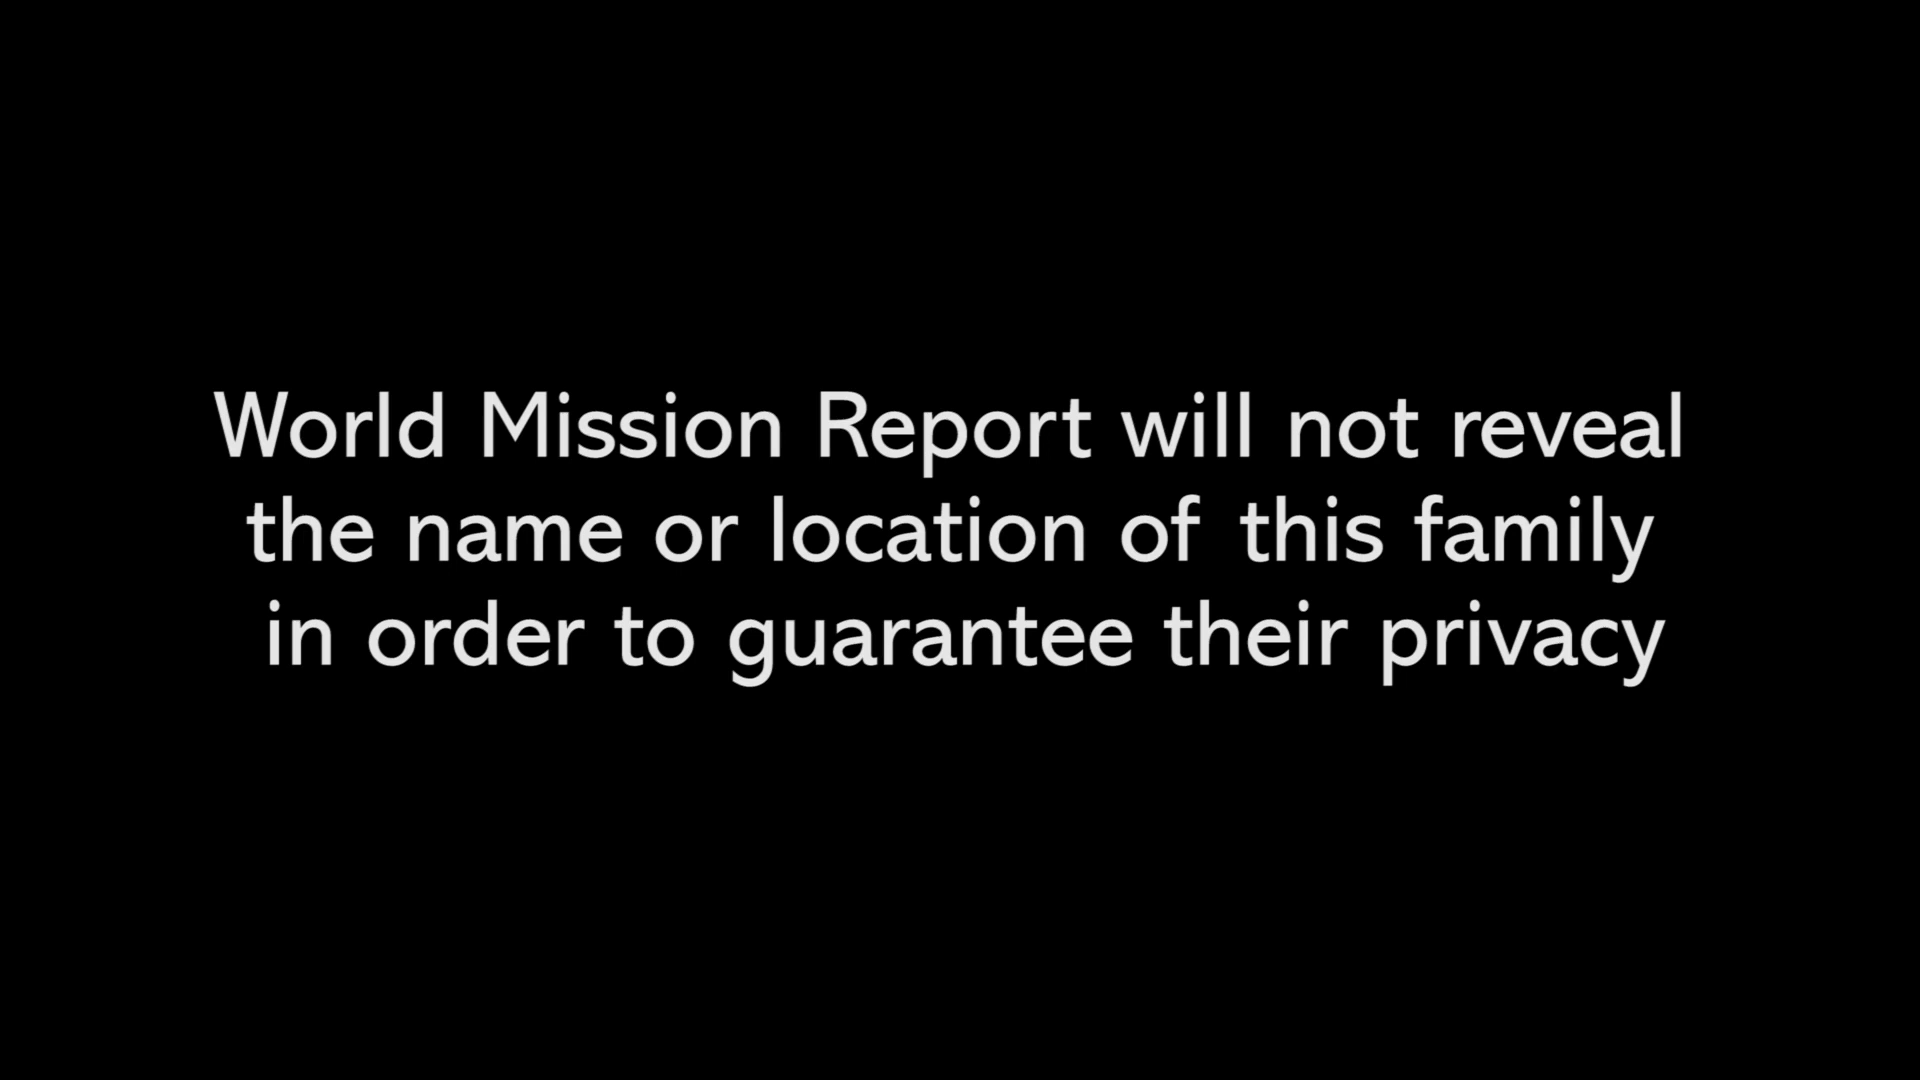 World Mission Report will not reveal
the name or location of this family
in order to guarantee their privacy